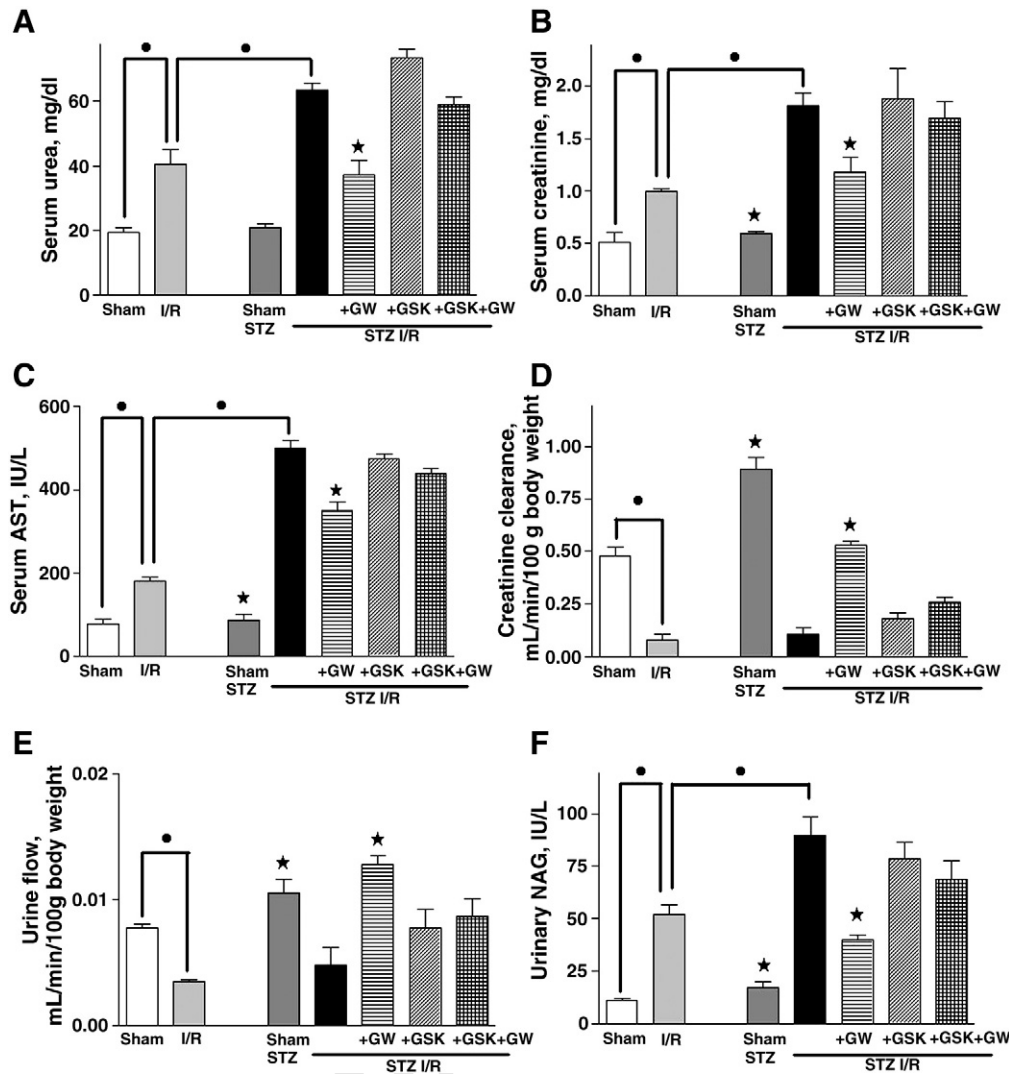 A
Serum urea, mg/dl
60
40
20
0
Sham I/R Sham STZ +GW +GSK +GSK+GW
STZ I/R
B
Serum creatinine, mg/dl
2.0
1.5
1.0
0.5
0.0
Sham I/R Sham STZ +GW +GSK +GSK+GW
STZ I/R
C
Serum AST, IU/L
600
400
200
0
Sham I/R Sham STZ +GW +GSK +GSK+GW
STZ I/R
D
Creatinine clearance,
mL/min/100 g body weight
1.00
0.75
0.50
0.25
0.00
Sham I/R Sham STZ +GW +GSK +GSK+GW
STZ I/R
E
Urine flow,
mL/min/100g body weight
0.02
0.01
0.00
Sham I/R Sham STZ +GW +GSK +GSK+GW
STZ I/R
F
Urinary NAG, IU/L
100
75
50
25
0
Sham I/R Sham STZ +GW +GSK +GSK+GW
STZ I/R